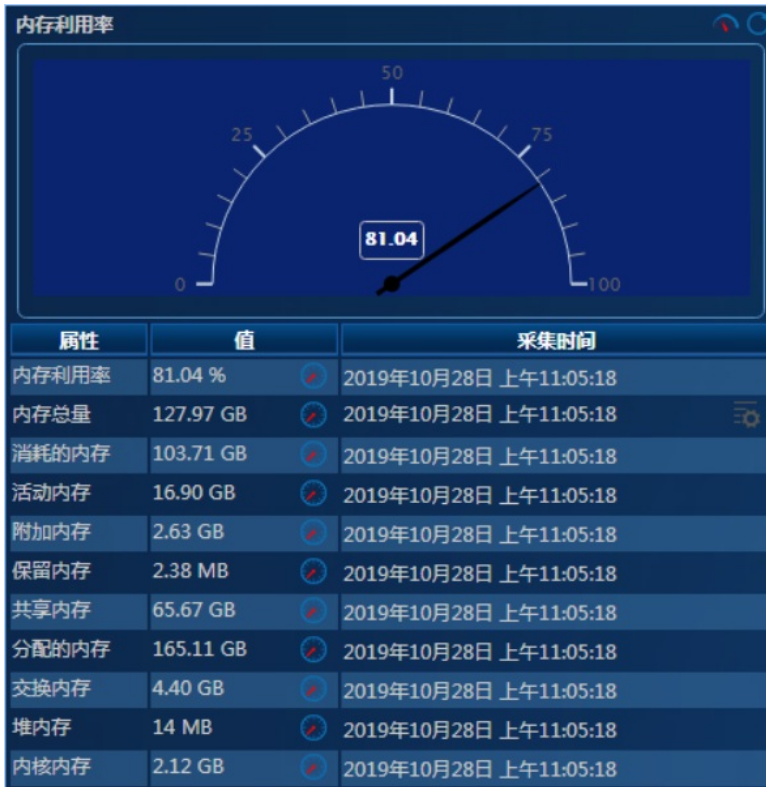 内存利用率
50
25
75
81.04
0
100
属性 值 采集时间
内存利用率 81.04 % 2019年10月28日 上午11:05:18
内存总量 127.97 GB 2019年10月28日 上午11:05:18
消耗的内存 103.71 GB 2019年10月28日 上午11:05:18
活动内存 16.90 GB 2019年10月28日 上午11:05:18
附加内存 2.63 GB 2019年10月28日 上午11:05:18
保留内存 2.38 MB 2019年10月28日 上午11:05:18
共享内存 65.67 GB 2019年10月28日 上午11:05:18
分配的内存 165.11 GB 2019年10月28日 上午11:05:18
交换内存 4.40 GB 2019年10月28日 上午11:05:18
堆内存 14 MB 2019年10月28日 上午11:05:18
内核内存 2.12 GB 2019年10月28日 上午11:05:18